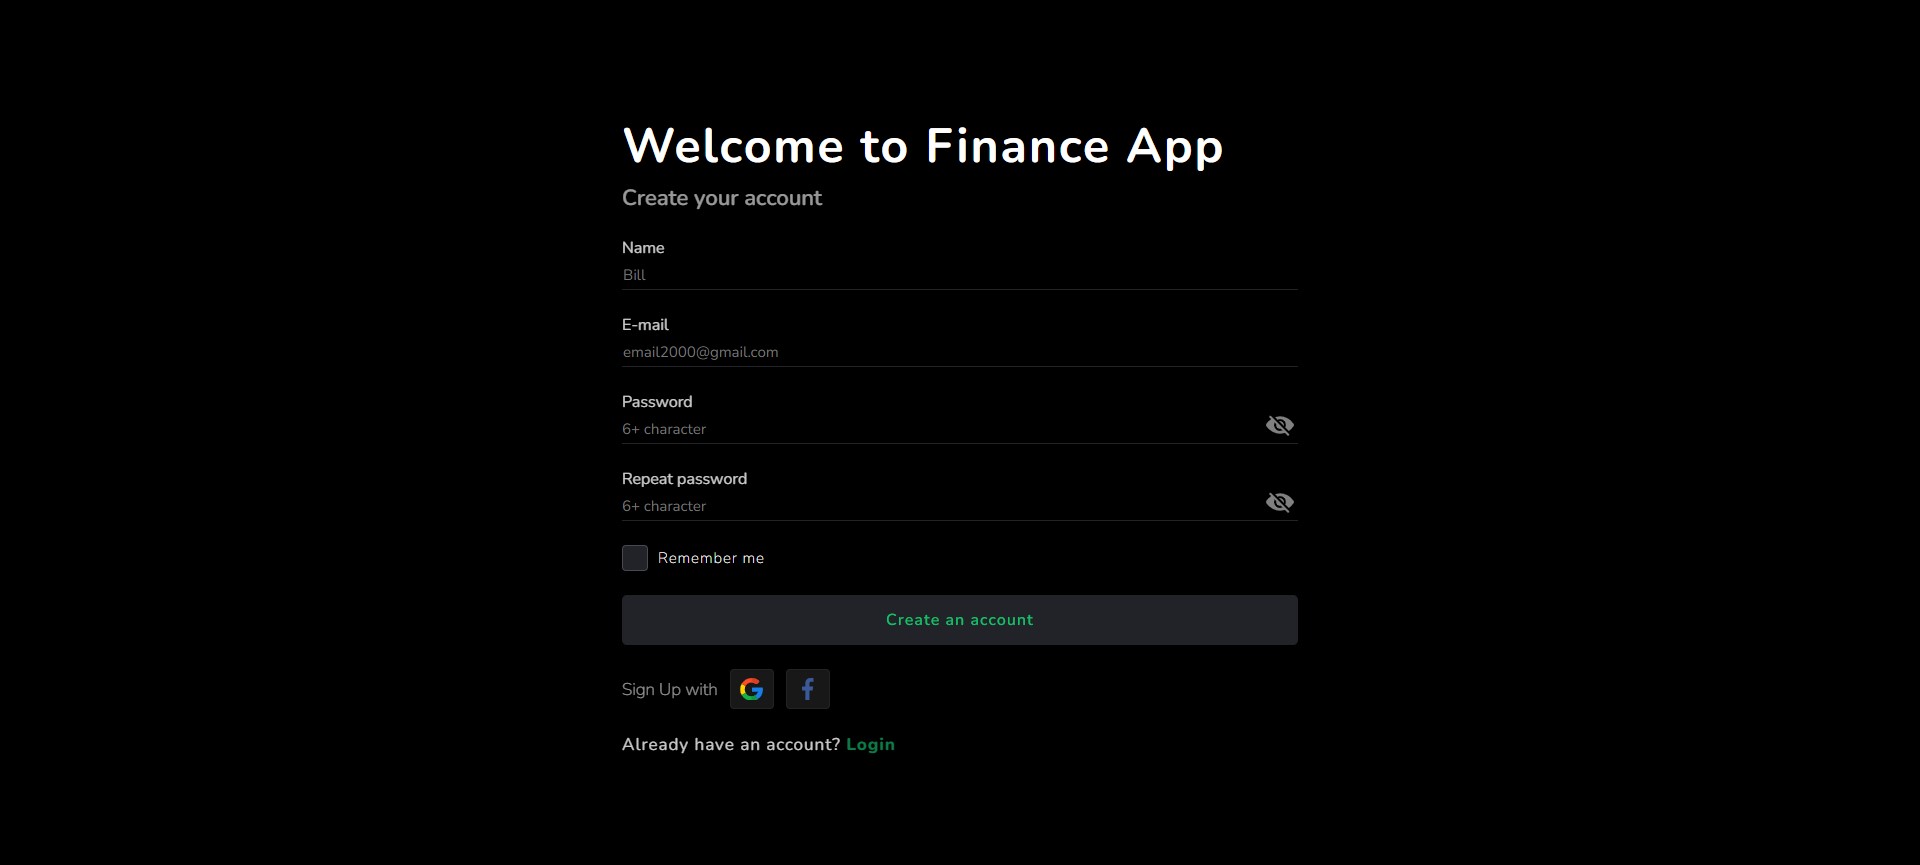 Welcome to Finance App
Create your account
Name
Bill
E-mail
email2000@gmail.com
Password
6+ character
Repeat password
6+ character
Remember me
Create an account
Sign Up with
Already have an account? Login